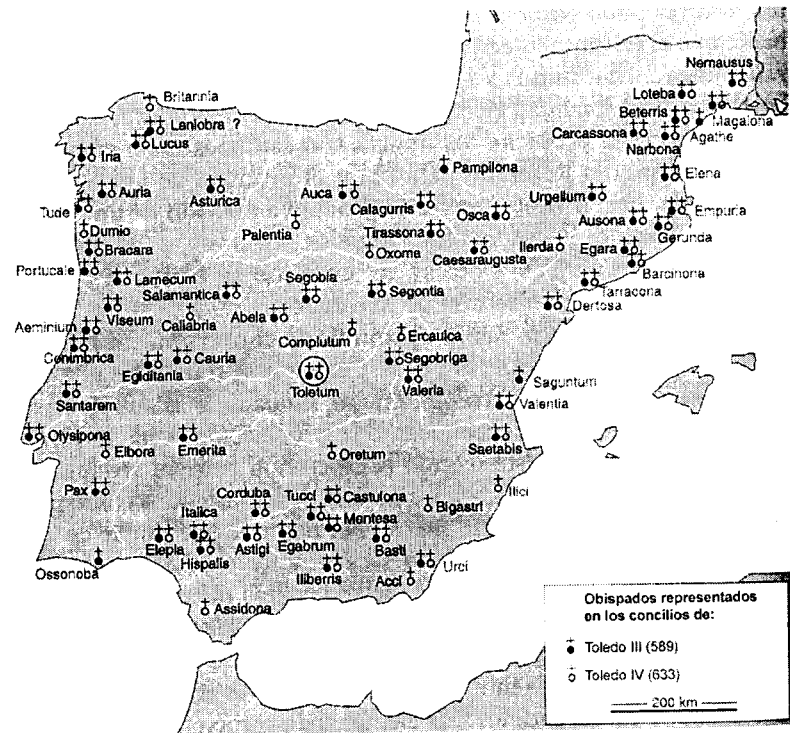 Nemausus
Britannia
Loteba
Laniobra ?
Beterris
Magalona
Carcassona
Agathe
Lucus
Narbona
Iria
Pampilona
Elena
Auria
Asturica
Auca
Urgellum
Calagurris
Tude
Osca
Empuria
Dumio
Palentia
Tirassona
Ausona
Gerunda
Bracara
Oxoma
Caesaraugusta
Ilerda
Egara
Portucale
Barcinona
Lamecum
Segobia
Salamantica
Segontia
Tarracona
Viseum
Caliabria
Abela
Dertosa
Aeminium
Complutum
Ercauica
Conimbrica
Cauria
Segobriga
Egiditania
Toletum
Valeria
Saguntum
Santarem
Valentia
Olysipona
Elbora
Emerita
Oretum
Saetabis
Pax
Corduba
Tucci
Castulona
Ilici
Italica
Mentesa
Bigastri
Elepla
Hispalis
Astigi
Egabrum
Basti
Ossonoba
Iliberris
Acci
Urci
Assidona
Obispados representados
en los concilios de:
Toledo III (589)
Toledo IV (633)
200 km